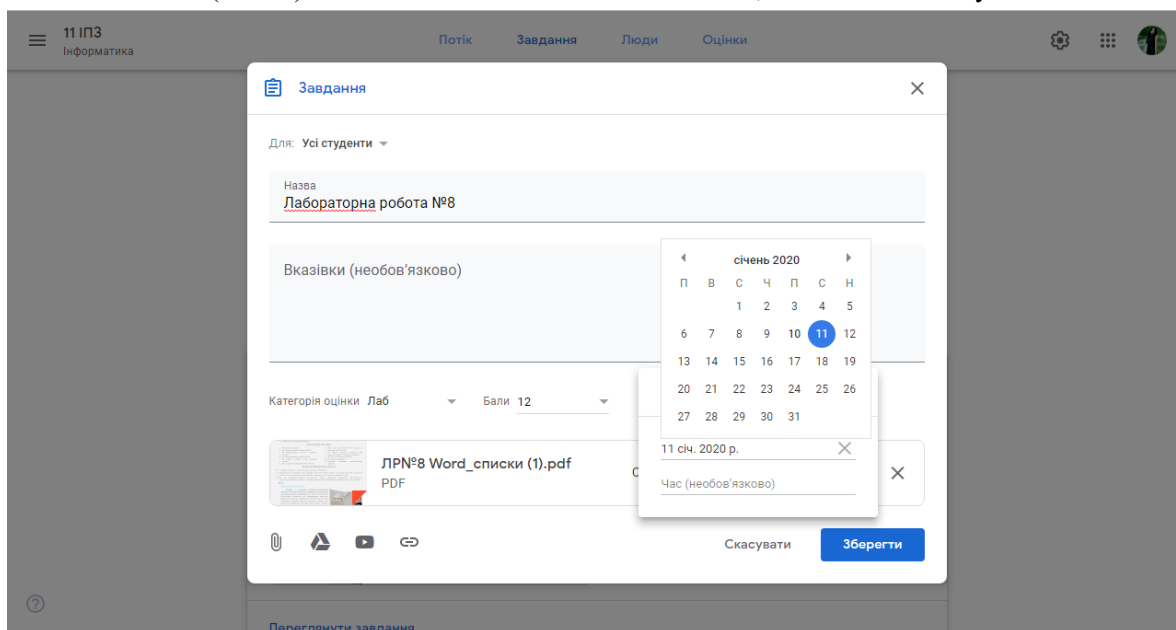 11 ІПЗ
Інформатика
Потік Завдання Люди Оцінки
Завдання
Для: Усі студенти
Назва
Лабораторна робота №8
Вказівки (необов'язково)
січень 2020
П В С Ч П С Н
1 2 3 4 5
6 7 8 9 10 11 12
13 14 15 16 17 18 19
20 21 22 23 24 25 26
27 28 29 30 31
Категорія оцінки Лаб Бали 12
11 січ. 2020 р.
Час (необов'язково)
ЛР№8 Word_списки (1).pdf
PDF
Скасувати Зберегти
Переглянути завдання